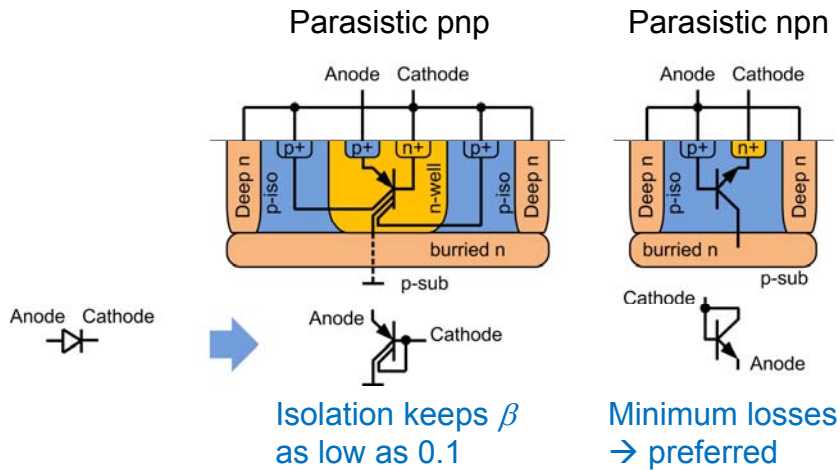 Parasistic pnp
Parasistic npn
Anode Cathode
Anode Cathode
p+ p+ n+ p+
p+ n+
Deep n
p-iso
n-well
p-iso
Deep n
Deep n
p-iso
Deep n
burried n
burried n
p-sub
p-sub
Anode Cathode
Anode
Cathode
Cathode
Anode
Isolation keeps β
as low as 0.1
Minimum losses
→ preferred